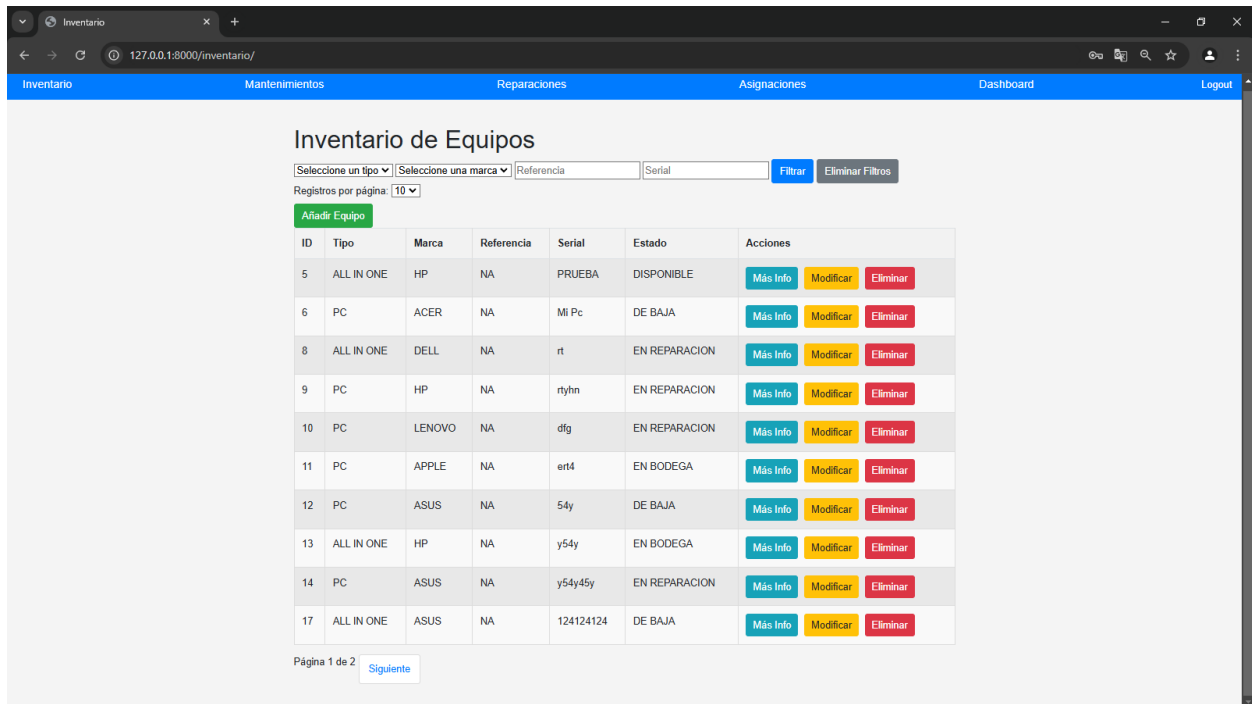 Inventario
127.0.0.1:8000/inventario/
Inventario Mantenimientos Reparaciones Asignaciones Dashboard Logout
Inventario de Equipos
Seleccione un tipo Seleccione una marca Referencia Serial Filtrar Eliminar Filtros
Registros por página: 10
Añadir Equipo
ID Tipo Marca Referencia Serial Estado Acciones
5 ALL IN ONE HP NA PRUEBA DISPONIBLE Más Info Modificar Eliminar
6 PC ACER NA Mi Pc DE BAJA Más Info Modificar Eliminar
8 ALL IN ONE DELL NA rt EN REPARACION Más Info Modificar Eliminar
9 PC HP NA rtyhn EN REPARACION Más Info Modificar Eliminar
10 PC LENOVO NA dfg EN REPARACION Más Info Modificar Eliminar
11 PC APPLE NA ert4 EN BODEGA Más Info Modificar Eliminar
12 PC ASUS NA 54y DE BAJA Más Info Modificar Eliminar
13 ALL IN ONE HP NA y54y EN BODEGA Más Info Modificar Eliminar
14 PC ASUS NA y54y45y EN REPARACION Más Info Modificar Eliminar
17 ALL IN ONE ASUS NA 124124124 DE BAJA Más Info Modificar Eliminar
Página 1 de 2 Siguiente